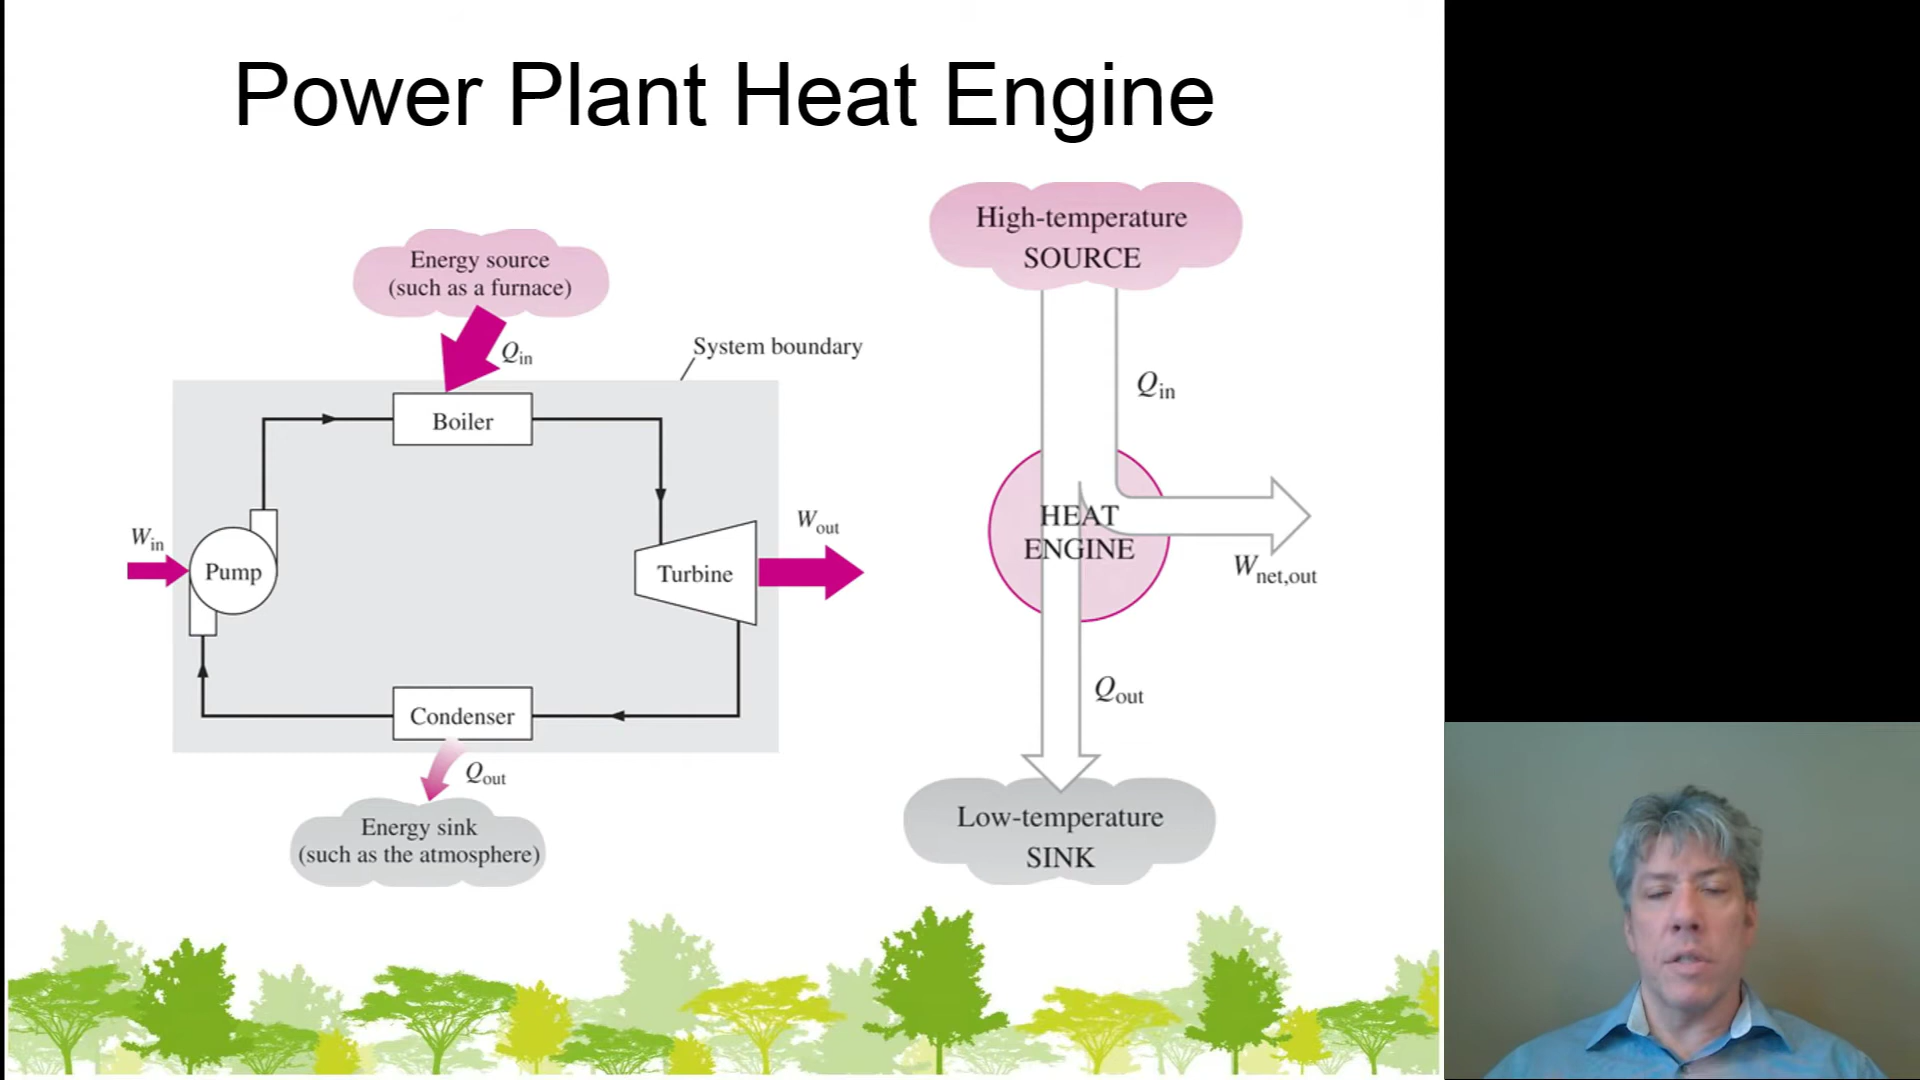 Power Plant Heat Engine
Energy source
(such as a furnace)
Qin
System boundary
Boiler
Win
Pump
Turbine
Wout
Condenser
Qout
Energy sink
(such as the atmosphere)
High-temperature
SOURCE
Qin
HEAT
ENGINE
Wnet,out
Qout
Low-temperature
SINK